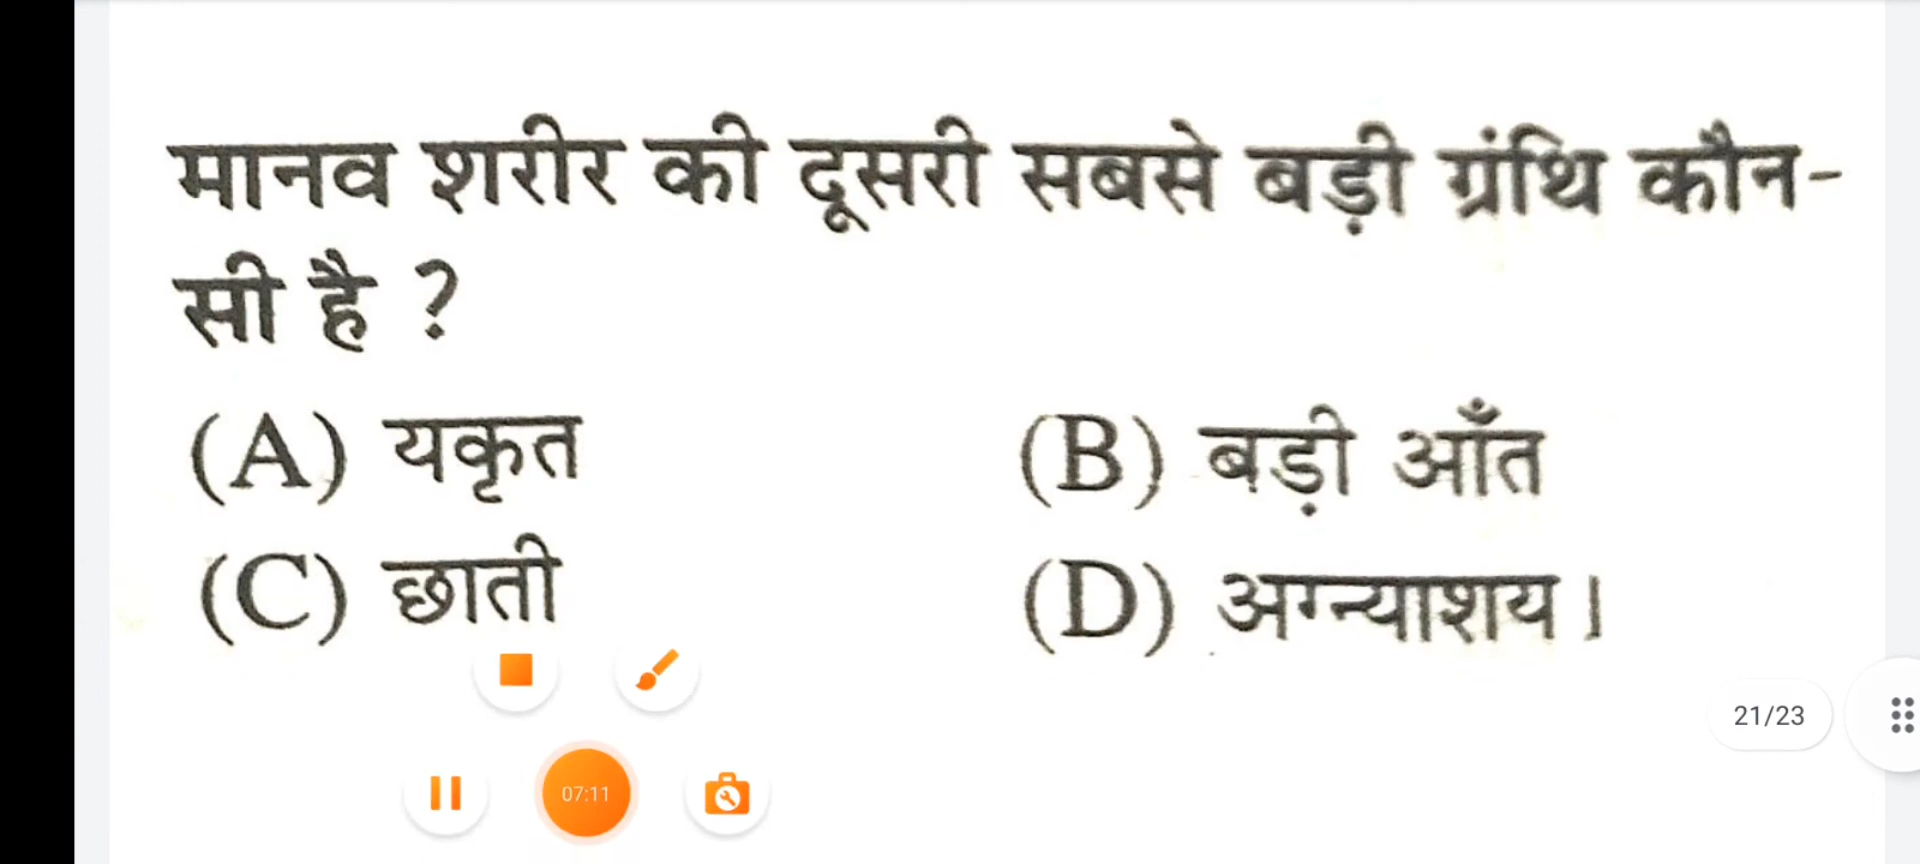 मानव शरीर की दूसरी सबसे बड़ी ग्रंथि कौन-
सी है ?
(A) यकृत
(B) बड़ी आँत
(C) छाती
(D) अग्न्याशय।
21/23
07:11